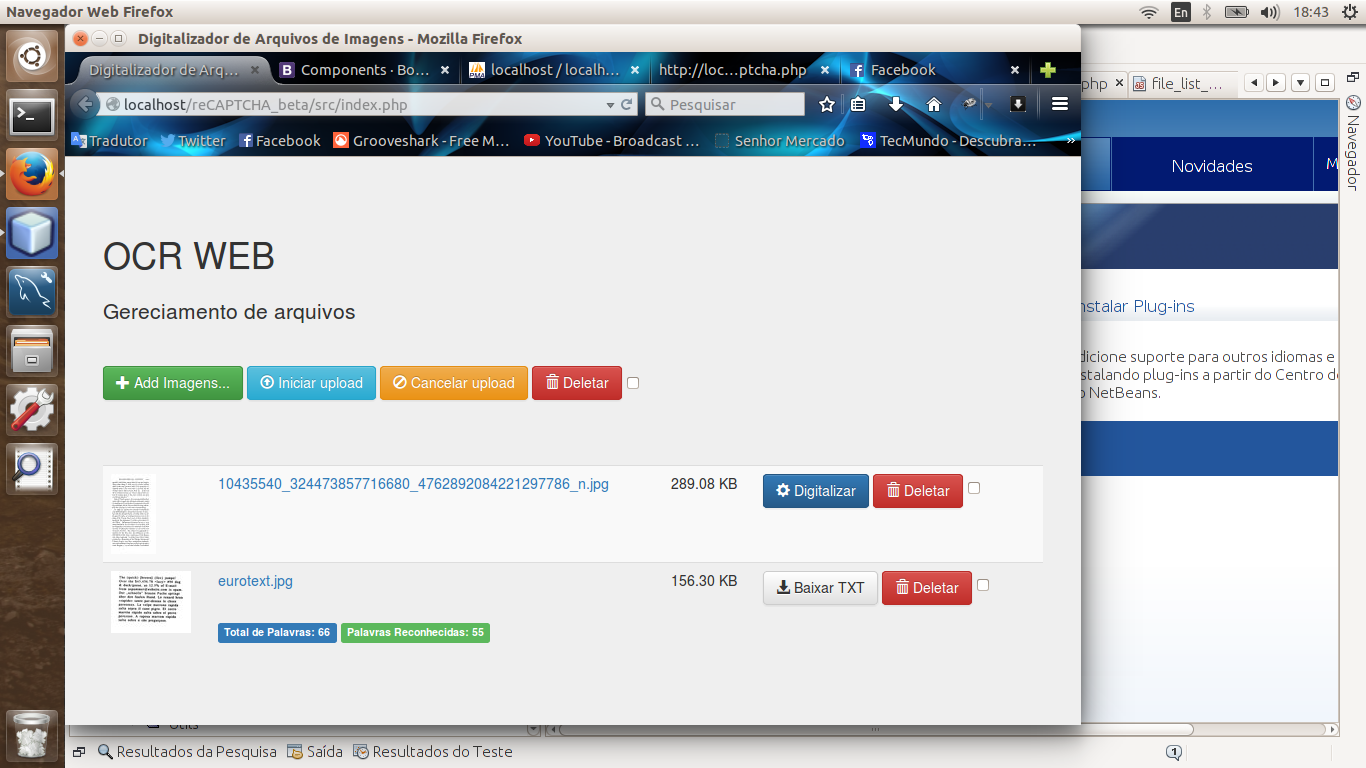 Navegador Web Firefox
En
18:43
Digitalizador de Arquivos de Imagens - Mozilla Firefox
Digitalizador de Arq...
Components · Bo...
localhost / localh...
http://loc...ptcha.php
Facebook
localhost/reCAPTCHA_beta/src/index.php
Pesquisar
Tradutor
Twitter
Facebook
Grooveshark - Free M...
YouTube - Broadcast ...
Senhor Mercado
TecMundo - Descubra...
»
php
file_list_...
Navegador
Novidades
M
OCR WEB
Gereciamento de arquivos
Add Imagens...
Iniciar upload
Cancelar upload
Deletar
nstalar Plug-ins
dicione suporte para outros idiomas e
stalando plug-ins a partir do Centro de
o NetBeans.
10435540_324473857716680_4762892084221297786_n.jpg
289.08 KB
Digitalizar
Deletar
eurotext.jpg
156.30 KB
Baixar TXT
Deletar
Total de Palavras: 66
Palavras Reconhecidas: 55
Utils
Resultados da Pesquisa
Saída
Resultados do Teste
1